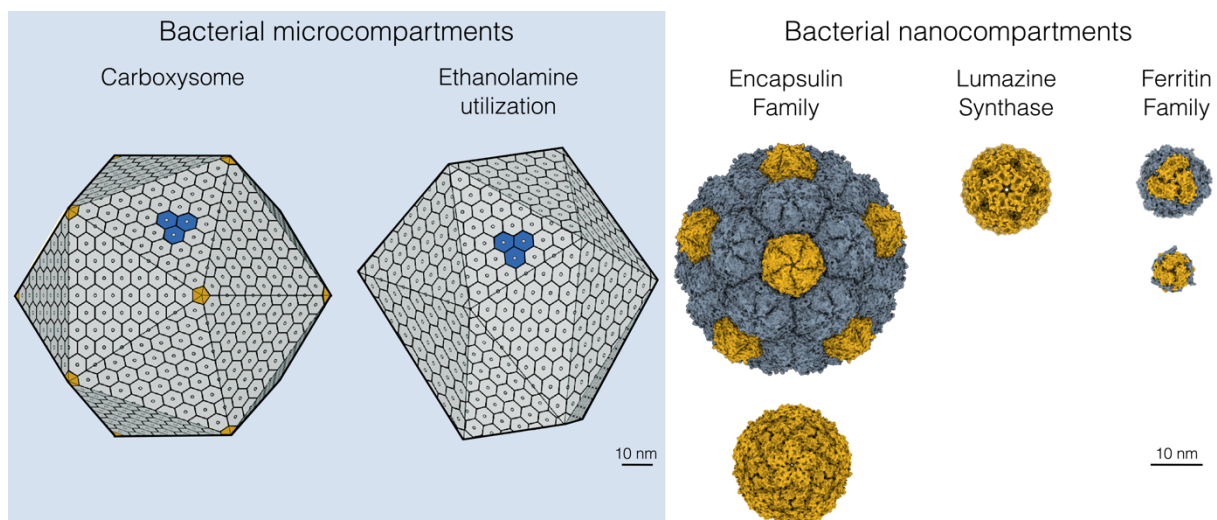 Bacterial microcompartments
Carboxysome
Ethanolamine
utilization
10 nm
Bacterial nanocompartments
Encapsulin
Family
Lumazine
Synthase
Ferritin
Family
10 nm